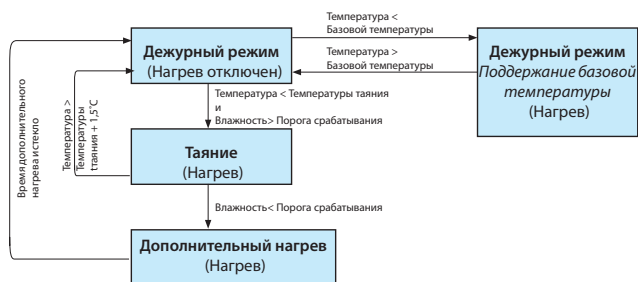 Температура <
Базовой температуры
Дежурный режим
(Нагрев отключен)
Температура >
Базовой температуры
Дежурный режим
Поддержание базовой
температуры
(Нагрев)
Температура < Температуры таяния
и
Влажность> Порога срабатывания
Время дополнительного
нагрева истекло
Температура >
Температуры
tтаяния + 1,5°C
Таяние
(Нагрев)
Влажность< Порога срабатывания
Дополнительный нагрев
(Нагрев)